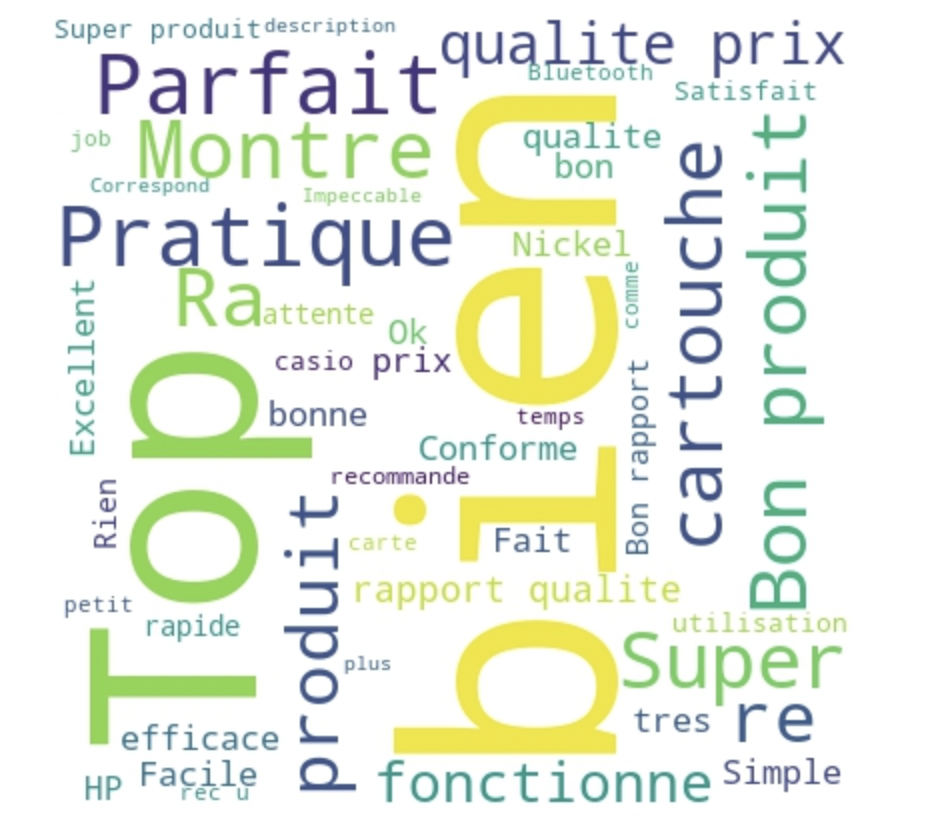 Super produit
description
qualite prix
Parfait
Bluetooth
Satisfait
job
Montre
qualite
bon
Correspond
Impeccable
Pratique
Nickel
cartouche
Bon produit
Ra
attente
Ok
comme
Excellent
casio
prix
Top
bonne
temps
bien
Conforme
Bon rapport
recommande
Rien
produit
carte
Fait
rapport qualite
petit
rapide
utilisation
Super
plus
tres
re
efficace
Facile
HP
rec u
fonctionne
Simple